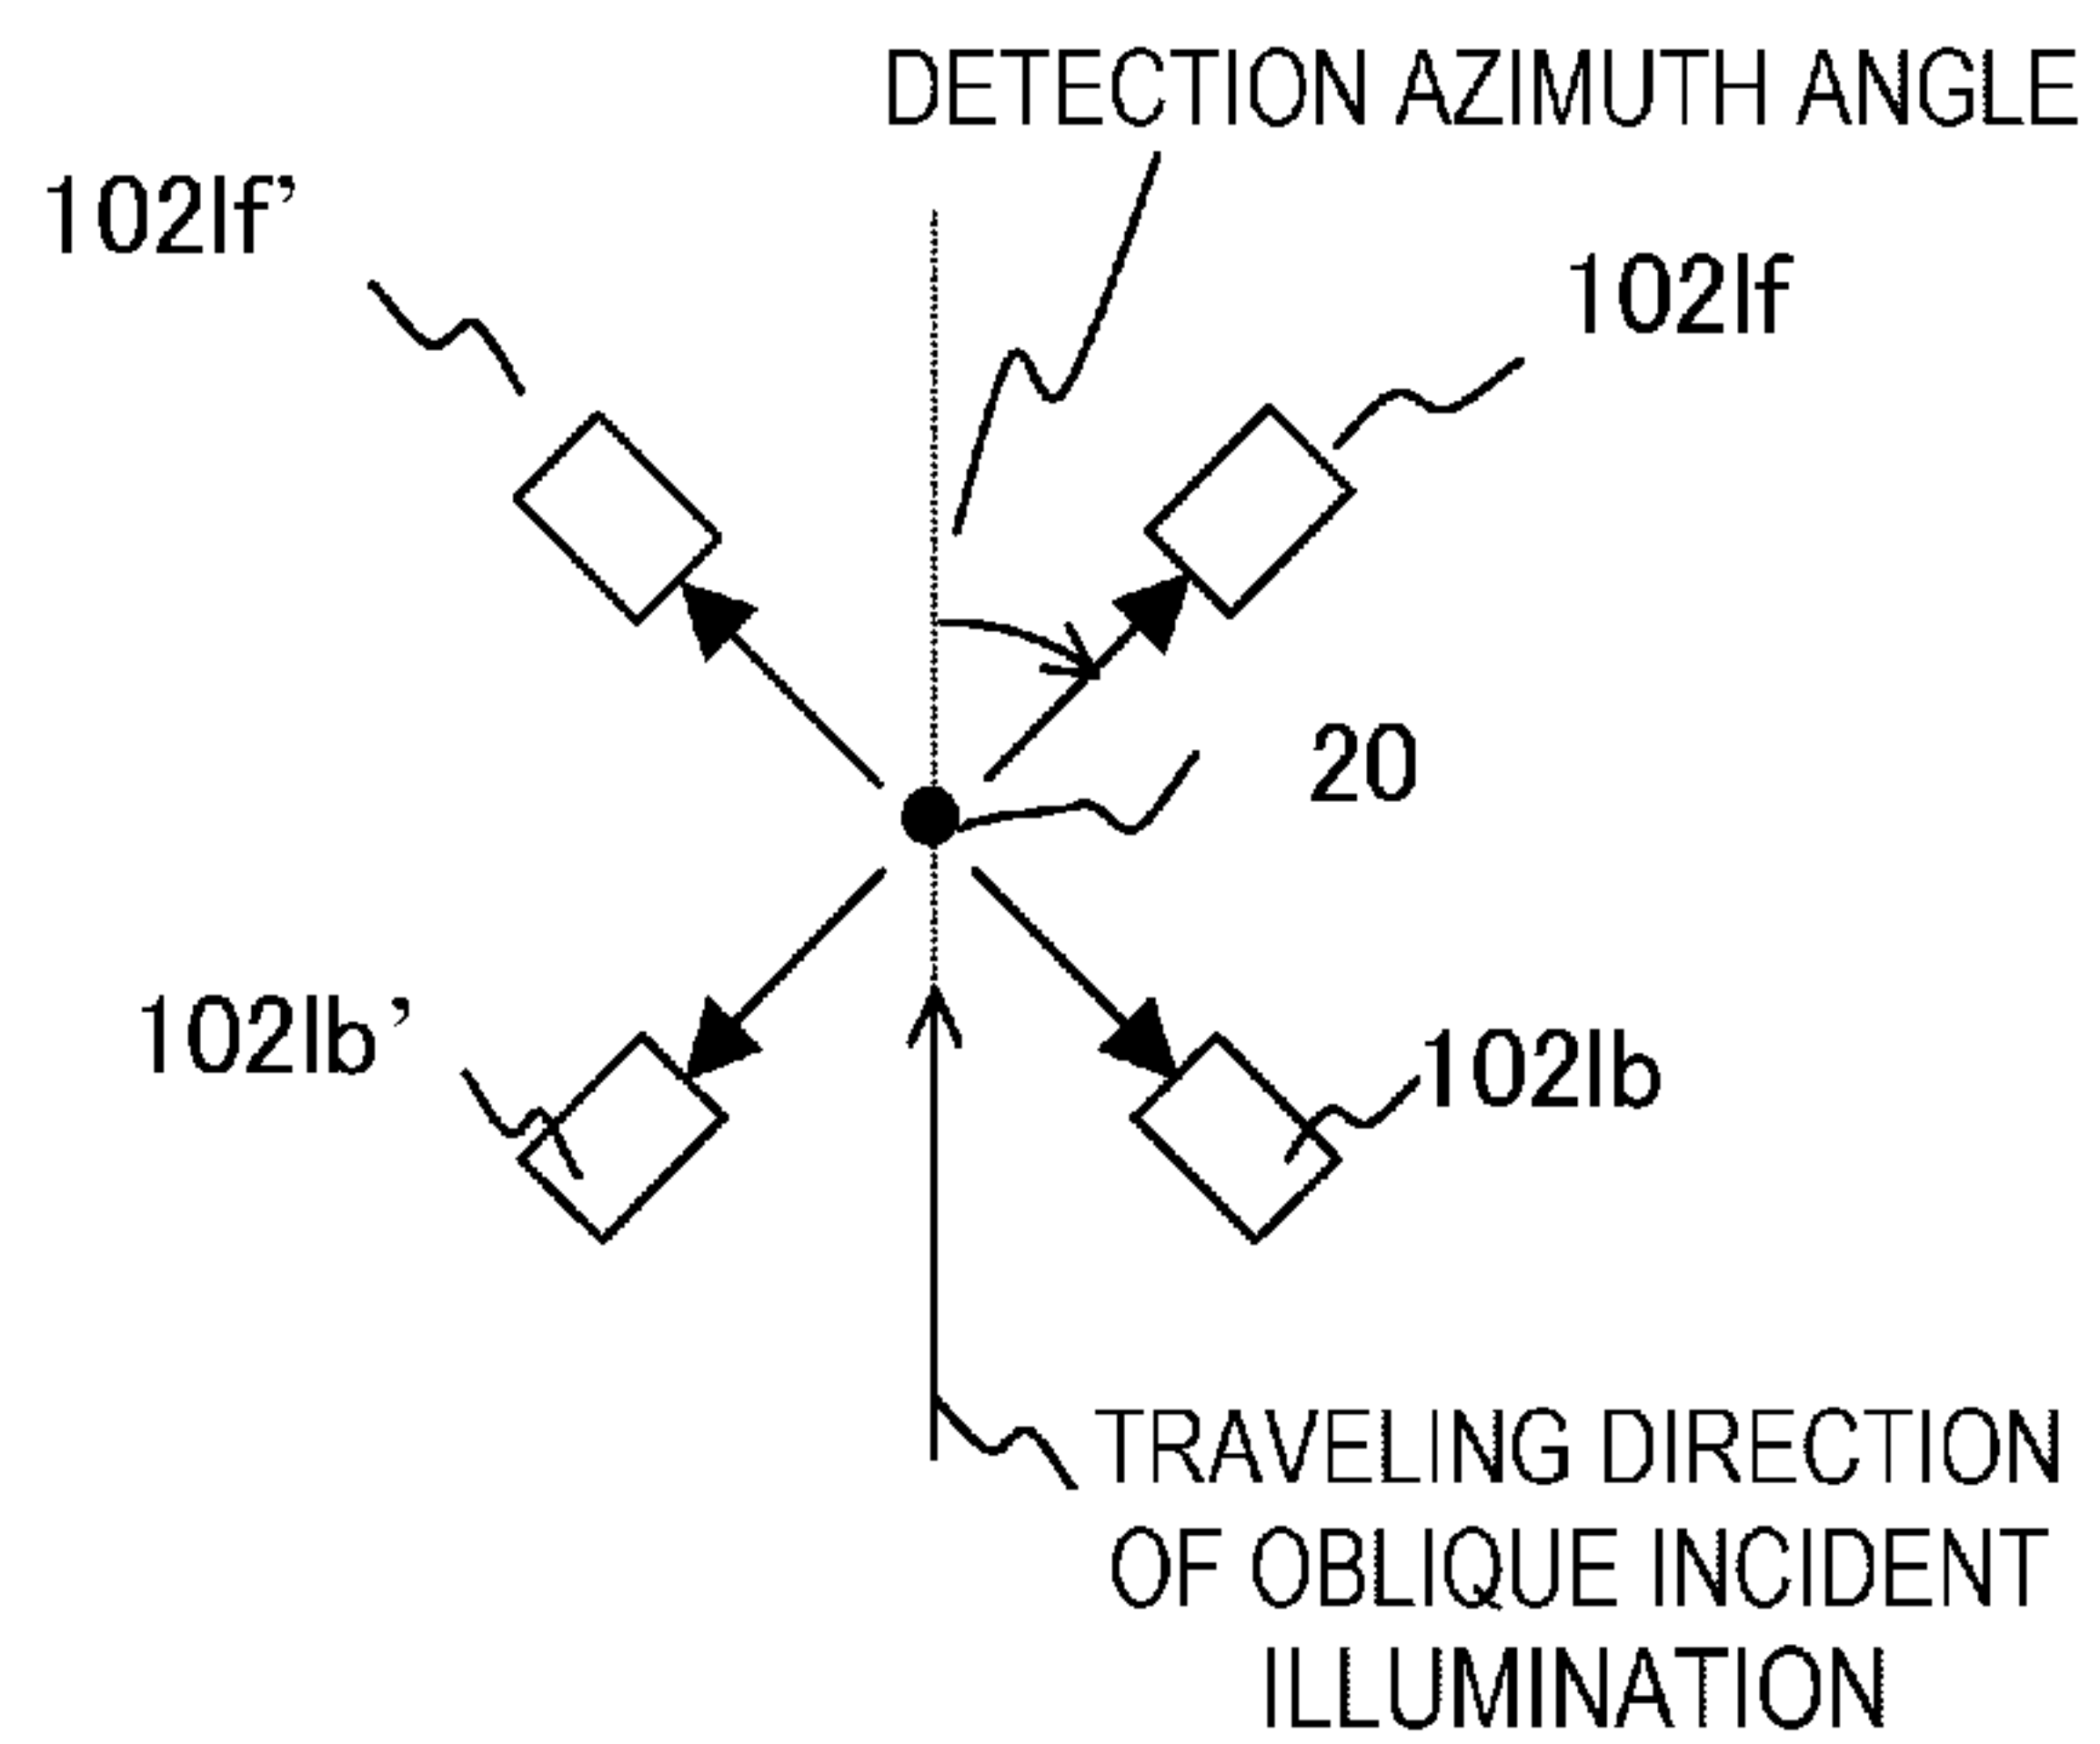 DETECTION AZIMUTH ANGLE
102lf’
102lf
20
102lb’
102lb
TRAVELING DIRECTION
OF OBLIQUE INCIDENT
ILLUMINATION